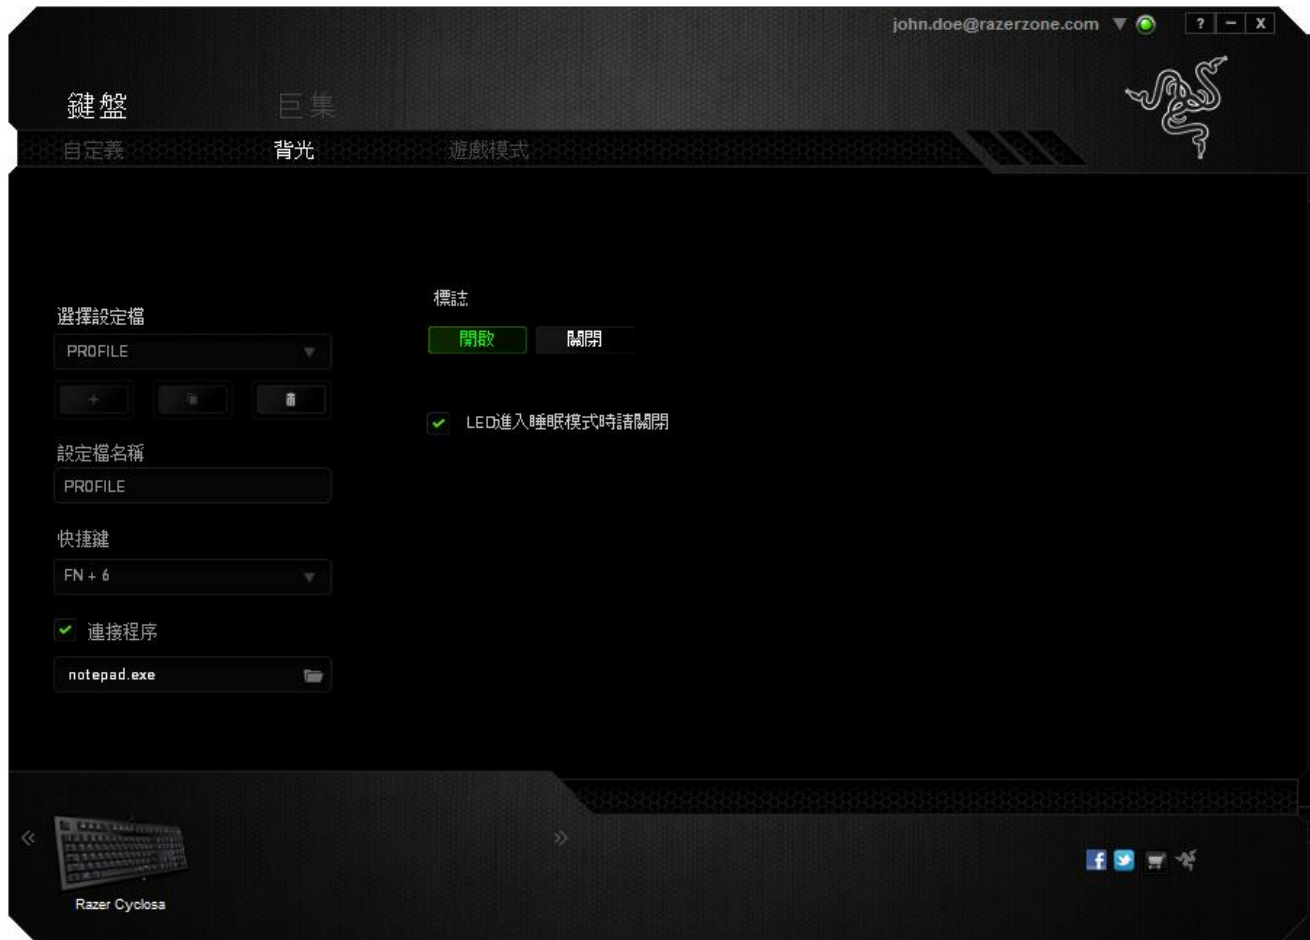 john.doe@razerzone.com
? − X
鍵盤 巨集
自定義 背光 遊戲模式
選擇設定檔
PROFILE
設定檔名稱
PROFILE
快捷鍵
FN + 6
連接程序
notepad.exe
標誌
開啟 關閉
LED進入睡眠模式時請關閉
Razer Cyclosa